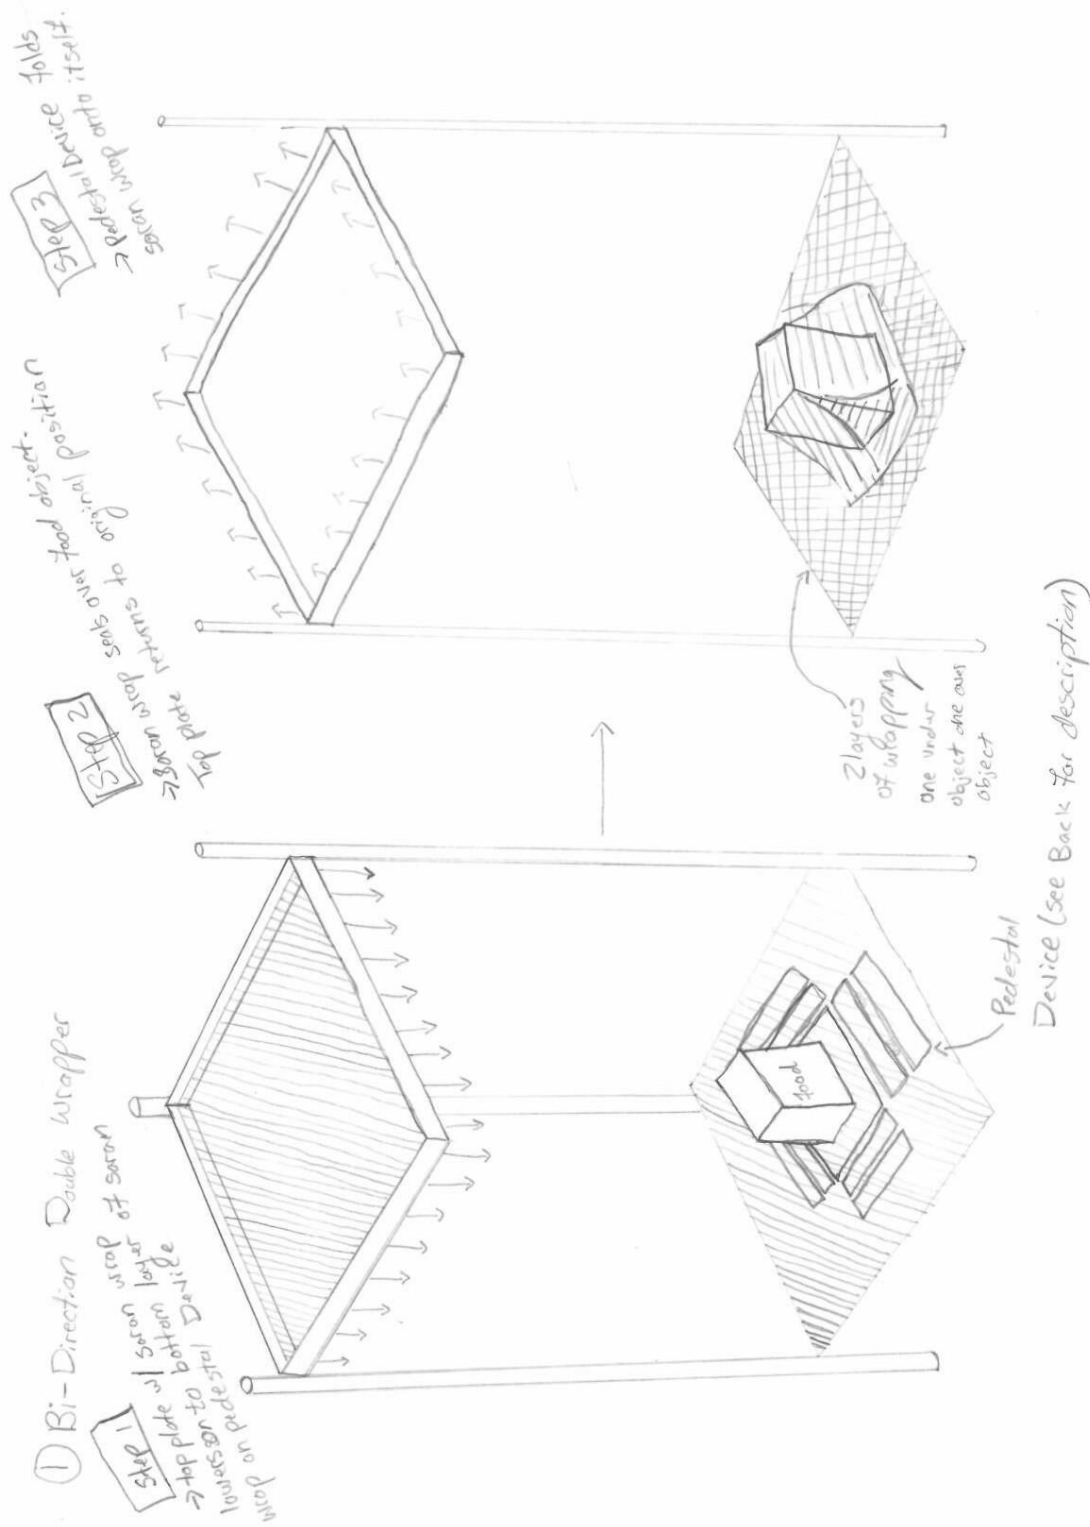 ① Bi-Direction Double Wrapper
Step 1
→ top plate w/ saran wrap
lowers on to bottom layer of saran
wrap on pedestal Device
Step 2
→ Saran wrap seals over food object.
Top plate returns to original position
Step 3
→ Pedestal Device folds
saran wrap onto itself.
food
Pedestal
Device (see Back for description)
2 layers
of wrapping
one under
object one over
object